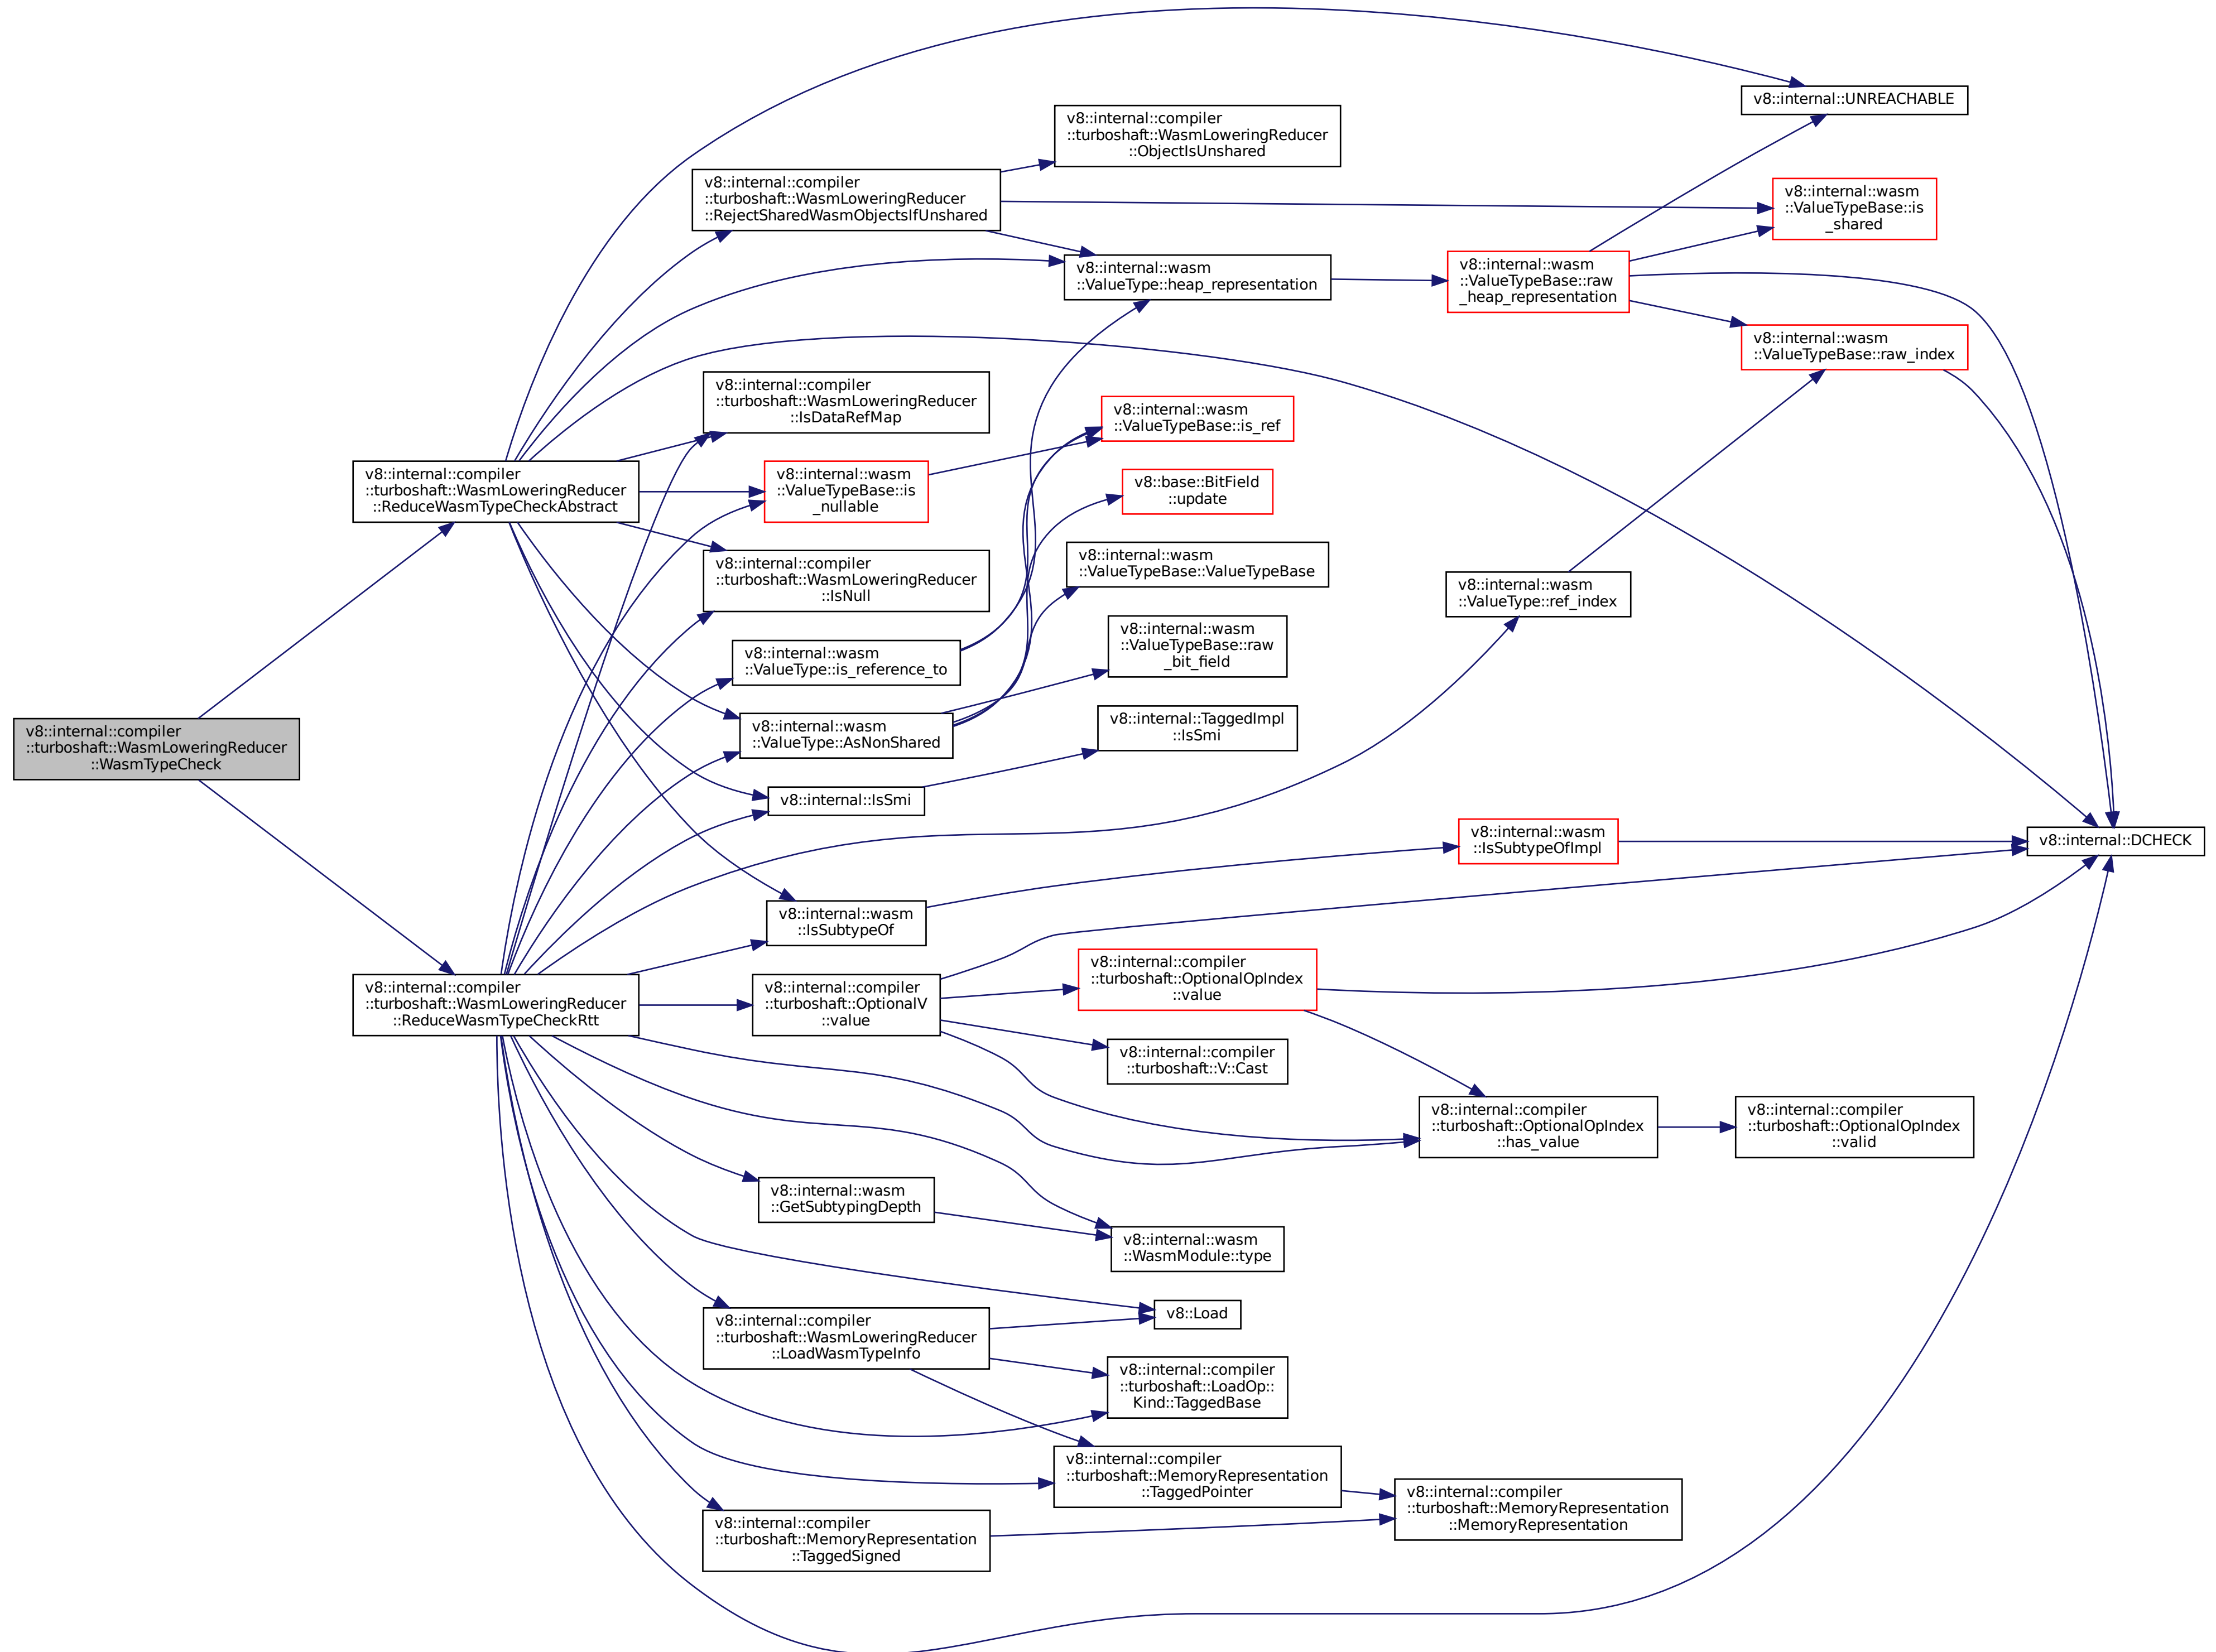 v8::internal::compiler
::turboshaft::WasmLoweringReducer
::WasmTypeCheck
v8::internal::compiler
::turboshaft::WasmLoweringReducer
::ReduceWasmTypeCheckAbstract
v8::internal::compiler
::turboshaft::WasmLoweringReducer
::ReduceWasmTypeCheckRtt
v8::internal::compiler
::turboshaft::WasmLoweringReducer
::RejectSharedWasmObjectsIfUnshared
v8::internal::compiler
::turboshaft::WasmLoweringReducer
::IsDataRefMap
v8::internal::wasm
::ValueTypeBase::is
_nullable
v8::internal::compiler
::turboshaft::WasmLoweringReducer
::IsNull
v8::internal::wasm
::ValueType::is_reference_to
v8::internal::wasm
::ValueType::AsNonShared
v8::internal::IsSmi
v8::internal::wasm
::IsSubtypeOf
v8::internal::compiler
::turboshaft::OptionalV
::value
v8::internal::wasm
::GetSubtypingDepth
v8::internal::compiler
::turboshaft::WasmLoweringReducer
::LoadWasmTypeInfo
v8::internal::compiler
::turboshaft::MemoryRepresentation
::TaggedSigned
v8::internal::compiler
::turboshaft::WasmLoweringReducer
::ObjectIsUnshared
v8::internal::wasm
::ValueType::heap_representation
v8::internal::wasm
::ValueTypeBase::is_ref
v8::base::BitField
::update
v8::internal::wasm
::ValueTypeBase::ValueTypeBase
v8::internal::wasm
::ValueTypeBase::raw
_bit_field
v8::internal::TaggedImpl
::IsSmi
v8::internal::compiler
::turboshaft::OptionalOpIndex
::value
v8::internal::compiler
::turboshaft::V::Cast
v8::internal::wasm
::WasmModule::type
v8::Load
v8::internal::compiler
::turboshaft::LoadOp::
Kind::TaggedBase
v8::internal::compiler
::turboshaft::MemoryRepresentation
::TaggedPointer
v8::internal::wasm
::ValueTypeBase::raw
_heap_representation
v8::internal::wasm
::ValueType::ref_index
v8::internal::wasm
::IsSubtypeOfImpl
v8::internal::compiler
::turboshaft::OptionalOpIndex
::has_value
v8::internal::compiler
::turboshaft::MemoryRepresentation
::MemoryRepresentation
v8::internal::UNREACHABLE
v8::internal::wasm
::ValueTypeBase::is
_shared
v8::internal::wasm
::ValueTypeBase::raw_index
v8::internal::compiler
::turboshaft::OptionalOpIndex
::valid
v8::internal::DCHECK